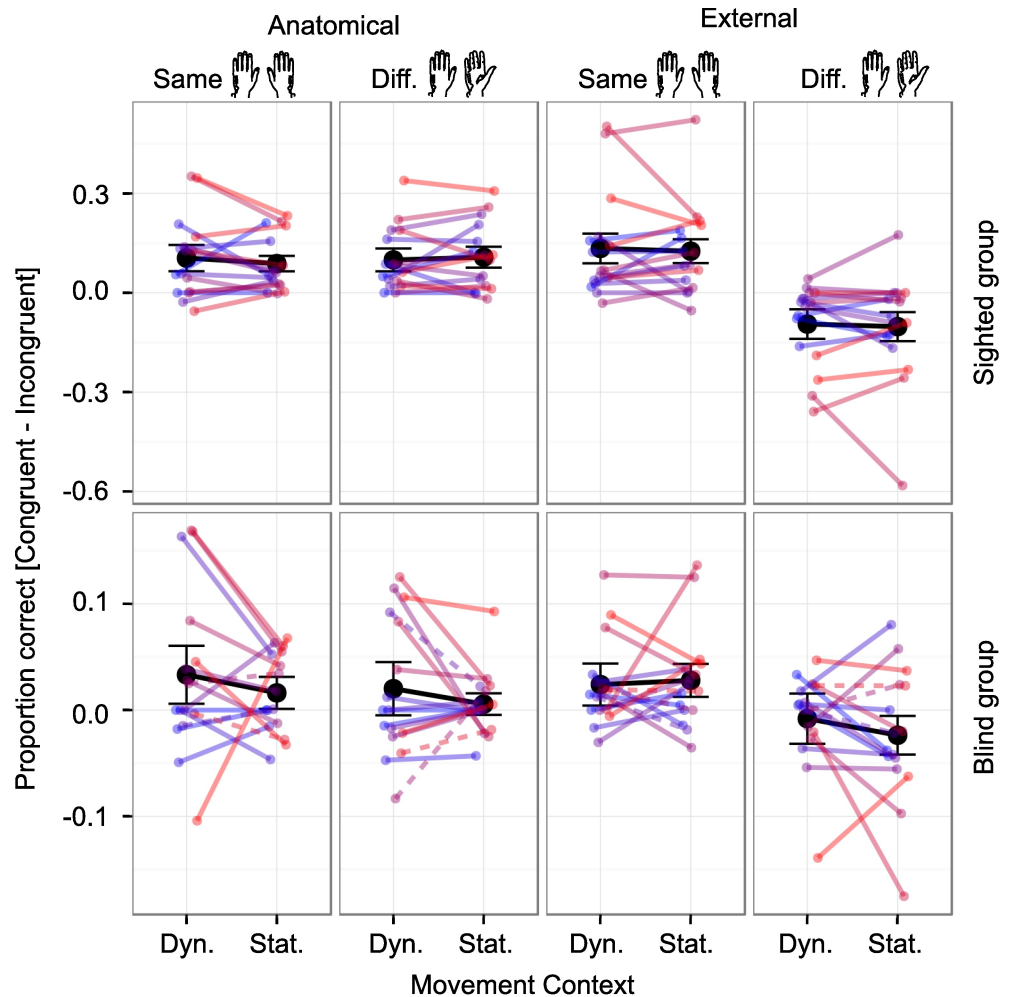 Anatomical
External
Same
Diff.
Same
Diff.
Proportion correct [Congruent - Incongruent]
0.3
0.0
-0.3
-0.6
Sighted group
0.1
0.0
-0.1
Blind group
Dyn. Stat. Dyn. Stat. Dyn. Stat. Dyn. Stat.
Movement Context